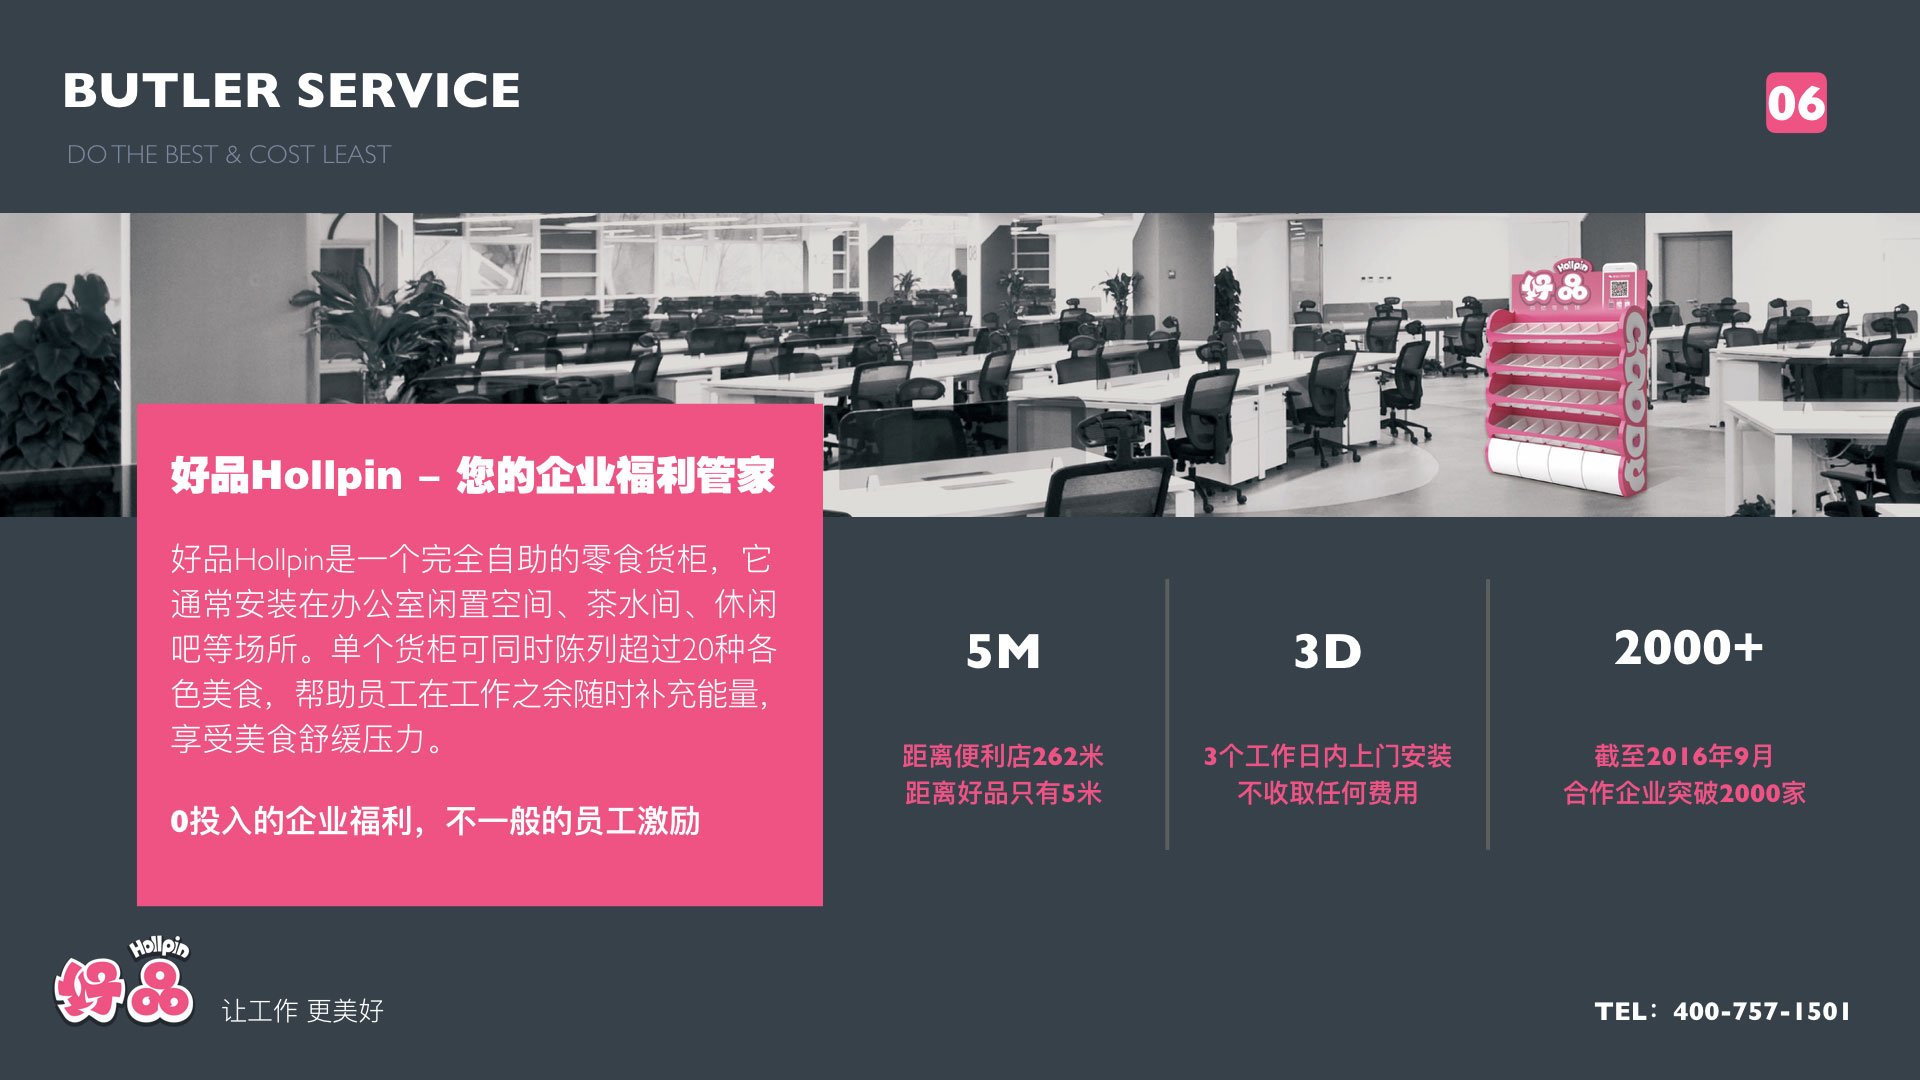 BUTLER SERVICE
06
DO THE BEST & COST LEAST
Hollpin
好品
GOODS
好品Hollpin – 您的企业福利管家
好品Hollpin是一个完全自助的零食货柜，它
通常安装在办公室闲置空间、茶水间、休闲
吧等场所。单个货柜可同时陈列超过20种各
色美食，帮助员工在工作之余随时补充能量，
享受美食舒缓压力。
0投入的企业福利，不一般的员工激励
5M
距离便利店262米
距离好品只有5米
3D
3个工作日内上门安装
不收取任何费用
2000+
截至2016年9月
合作企业突破2000家
Hollpin
好品
让工作 更美好
TEL：400-757-1501